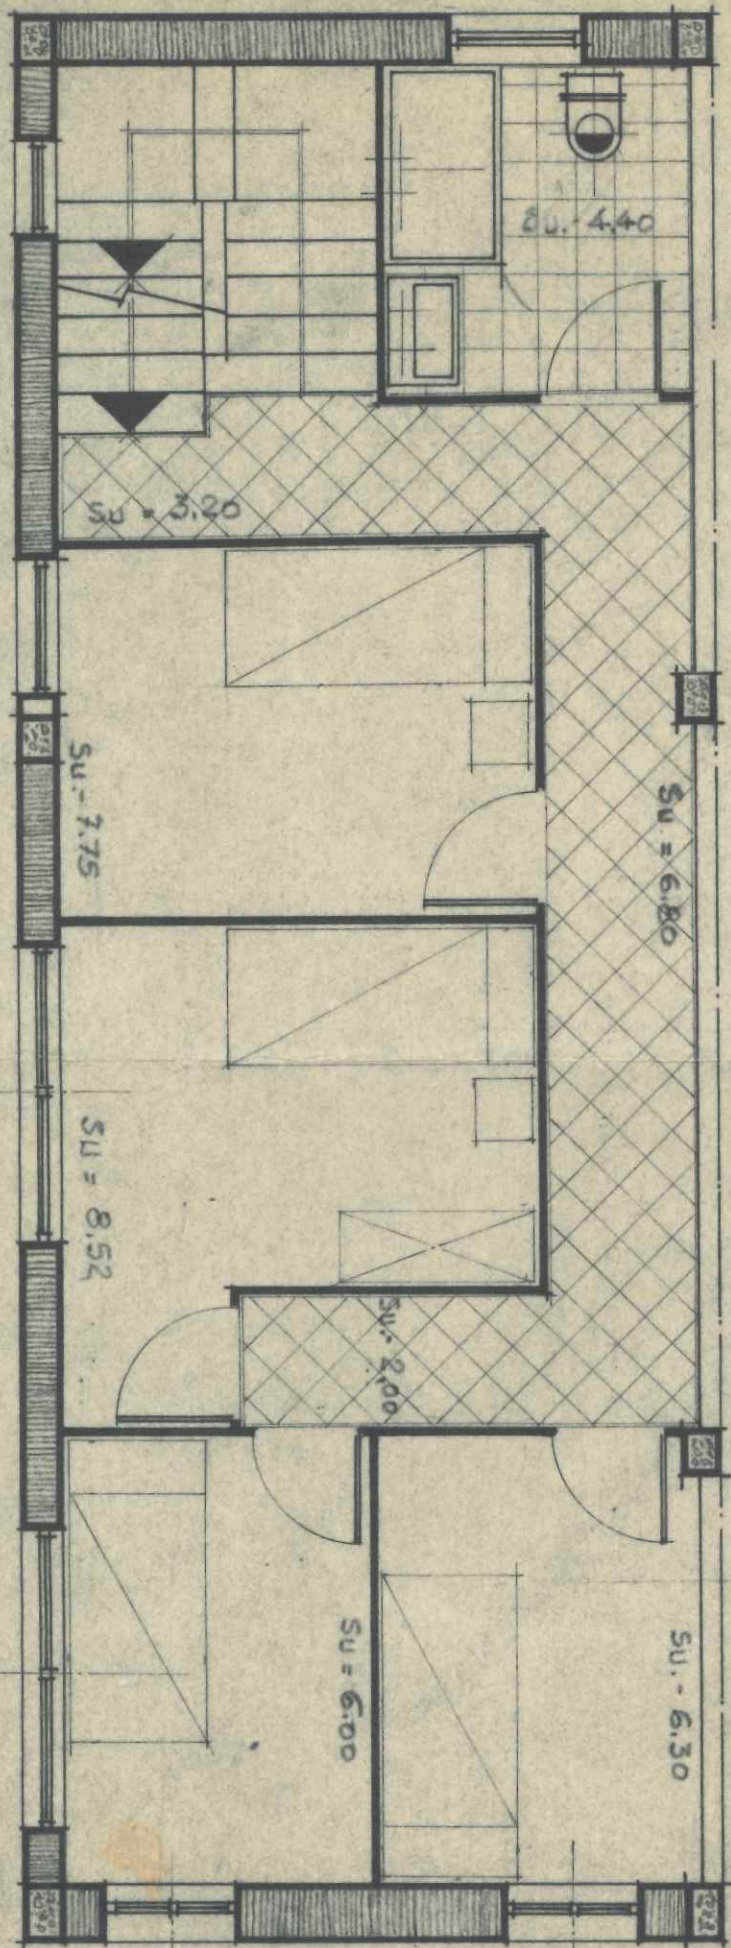 Su.- 4.40
Su = 3.20
Su.- 7.75
Su = 6.80
Su = 8,52
Su.- 2,00
Su = 6.00
Su.- 6.30